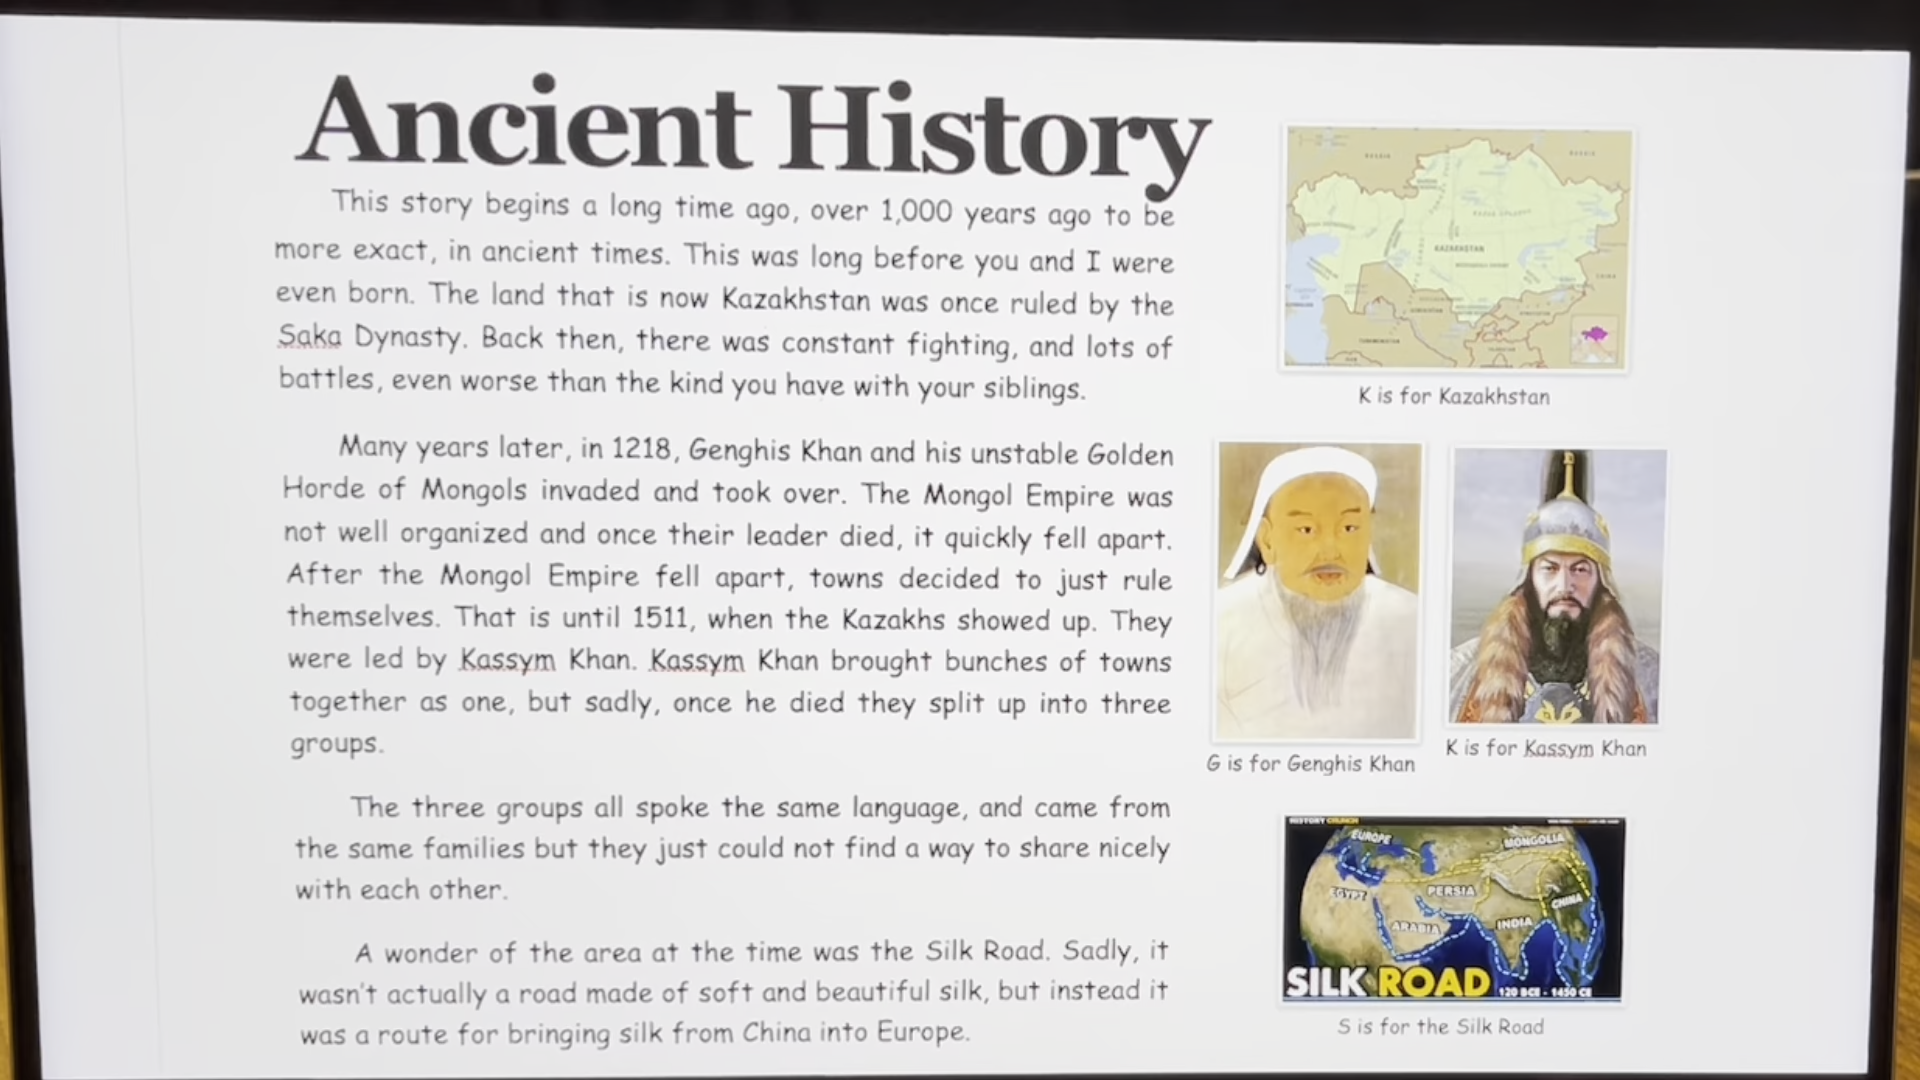 Ancient History
This story begins a long time ago, over 1,000 years ago to be
more exact, in ancient times. This was long before you and I were
even born. The land that is now Kazakhstan was once ruled by the
Saka Dynasty. Back then, there was constant fighting, and lots of
battles, even worse than the kind you have with your siblings.
Many years later, in 1218, Genghis Khan and his unstable Golden
Horde of Mongols invaded and took over. The Mongol Empire was
not well organized and once their leader died, it quickly fell apart.
After the Mongol Empire fell apart, towns decided to just rule
themselves. That is until 1511, when the Kazakhs showed up. They
were led by Kassym Khan. Kassym Khan brought bunches of towns
together as one, but sadly, once he died they split up into three
groups.
The three groups all spoke the same language, and came from
the same families but they just could not find a way to share nicely
with each other.
A wonder of the area at the time was the Silk Road. Sadly, it
wasn't actually a road made of soft and beautiful silk, but instead it
was a route for bringing silk from China into Europe.
RUSSIA
RUSSIA
KAZAKHSTAN
CHINA
TURKMENISTAN
K is for Kazakhstan
G is for Genghis Khan
K is for Kassym Khan
HISTORY CRUNCH
EUROPE
MONGOLIA
EGYPT
PERSIA
CHINA
ARABIA
INDIA
SILK ROAD
120 BCE - 1450 CE
S is for the Silk Road